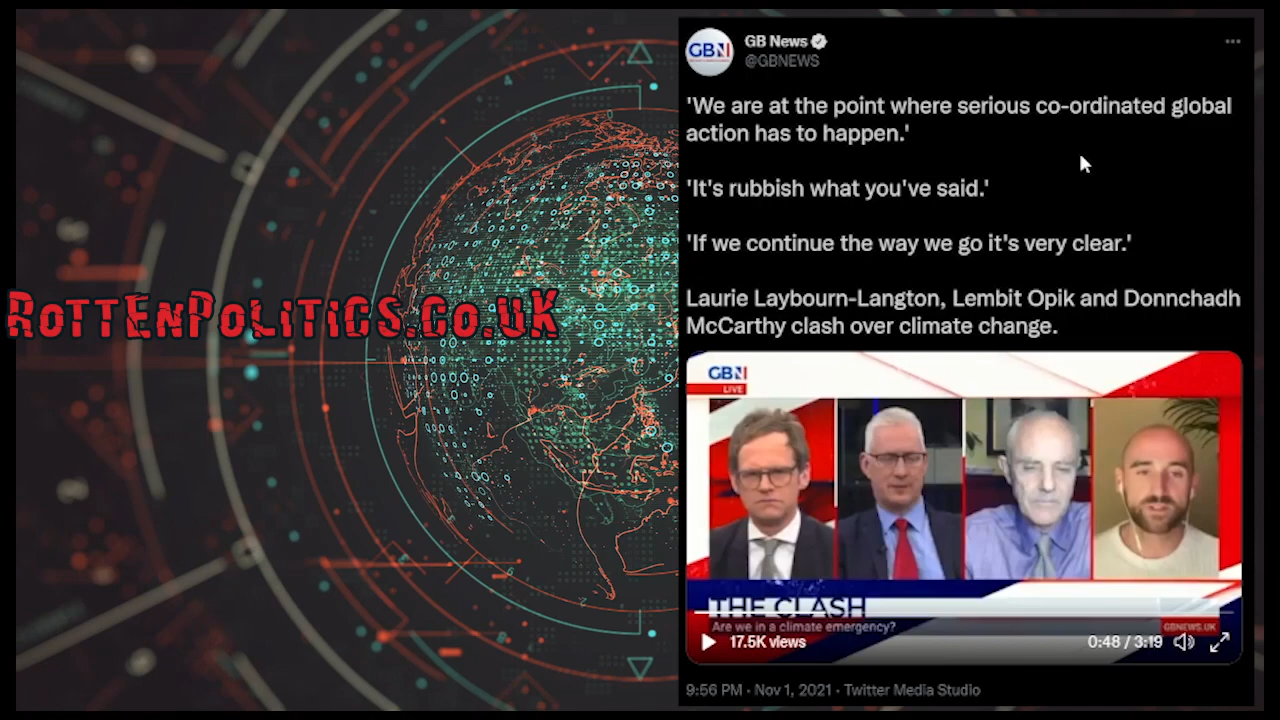 GBN
GB News
@GBNEWS
'We are at the point where serious co-ordinated global
action has to happen.'
'It's rubbish what you've said.'
'If we continue the way we go it's very clear.'
Laurie Laybourn-Langton, Lembit Opik and Donnchadh
McCarthy clash over climate change.
RottenPolitics.co.uk
GBN
LIVE
THE CLASH
Are we in a climate emergency?
GBNEWS.UK
17.5K views
0:48 / 3:19
9:56 PM · Nov 1, 2021 · Twitter Media Studio